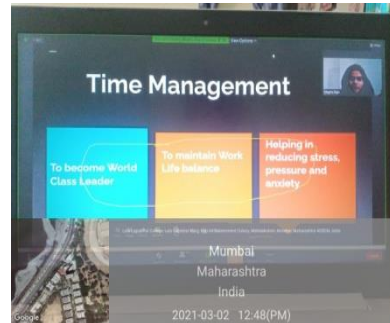 Time Management
To become World
Class Leader
To maintain Work
Life balance
Helping in
reducing stress,
pressure and
anxiety
Mumbai
Maharashtra
India
2021-03-02 12:48(PM)
Google